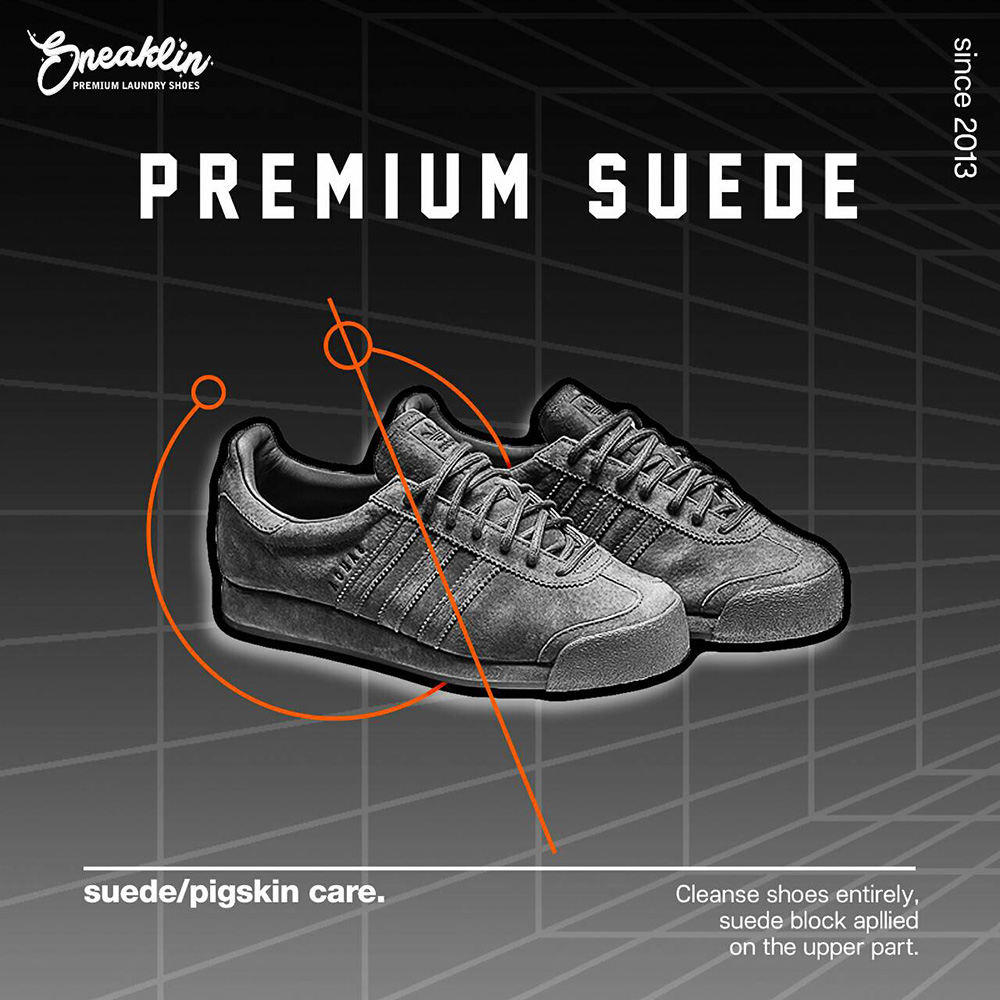 Sneaklin
PREMIUM LAUNDRY SHOES
since 2013
PREMIUM SUEDE
suede/pigskin care.
Cleanse shoes entirely,
suede block apllied
on the upper part.